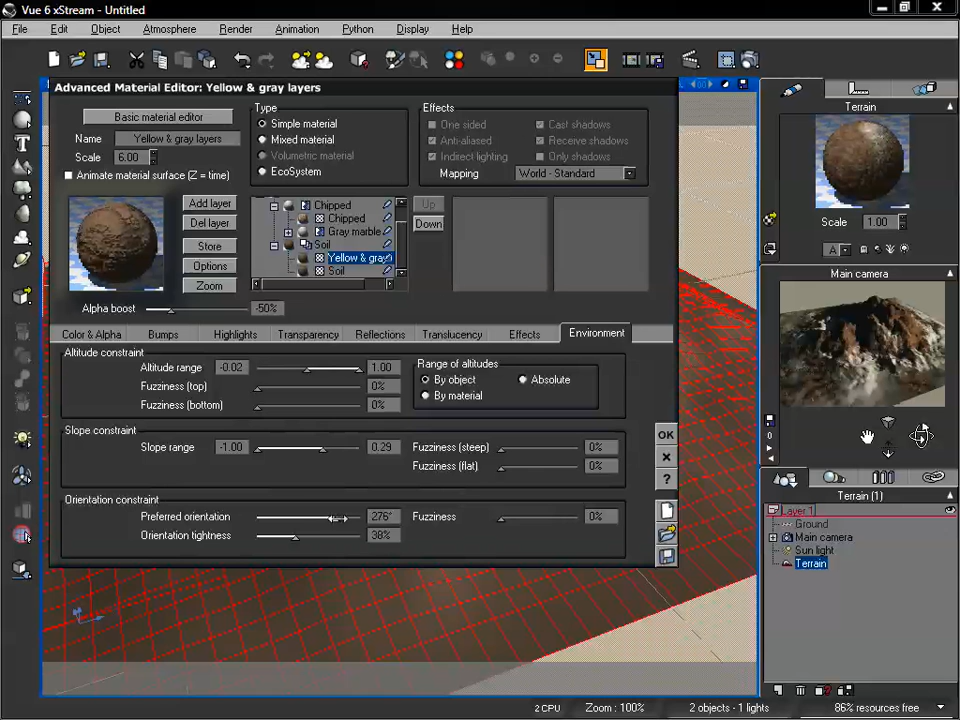 Vue 6 xStream - Untitled
File Edit Object Atmosphere Render Animation Python Display Help
Advanced Material Editor: Yellow & gray layers
Basic material editor
Name Yellow & gray layers
Scale 6.00
Animate material surface (Z = time)
Type
Simple material
Mixed material
Volumetric material
EcoSystem
Effects
One sided Cast shadows
Anti-aliased Receive shadows
Indirect lighting Only shadows
Mapping World - Standard
Add layer
Del layer
Store
Options
Zoom
Chipped
Chipped
Gray marble
Soil
Yellow & gray
Soil
Up
Down
Alpha boost -50%
Color & Alpha Bumps Highlights Transparency Reflections Translucency Effects Environment
Altitude constraint
Altitude range -0.02 1.00
Fuzziness (top) 0%
Fuzziness (bottom) 0%
Range of altitudes
By object Absolute
By material
Slope constraint
Slope range -1.00 0.29 Fuzziness (steep) 0%
Fuzziness (flat) 0%
Orientation constraint
Preferred orientation 276° Fuzziness 0%
Orientation tightness 38%
OK
?
Terrain
Scale 1.00
A
Main camera
0
Terrain (1)
Layer 1
Ground
Main camera
Sun light
Terrain
2 CPU Zoom : 100% 2 objects - 1 lights 86% resources free